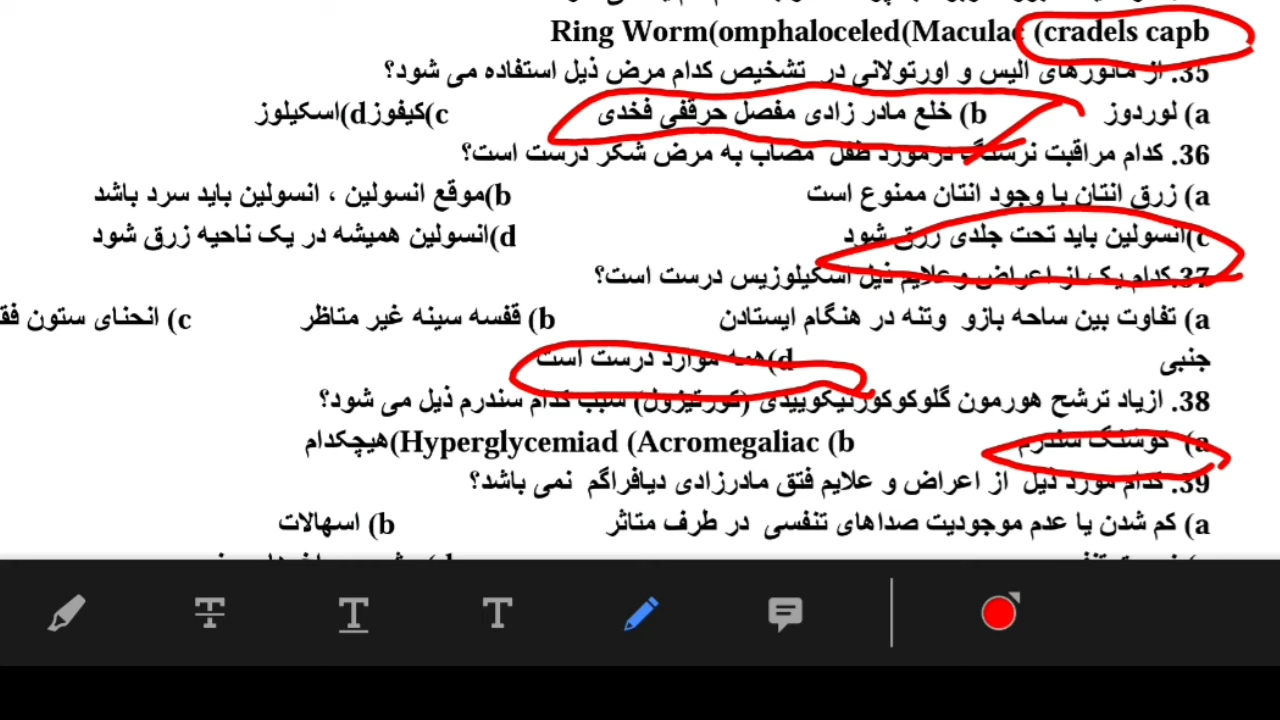 Ring Worm(omphaloceled(Maculac (cradels capb
35. از مانورهای الیس و اورتولانی در تشخیص کدام مرض ذیل استفاده می شود؟
a) لوردوز b) خلع مادر زادی مفصل حرقفی فخدی c)کیفوز d)اسکیلوز
36. کدام مراقبت نرسنگ درمورد طفل مصاب به مرض شکر درست است؟
a) زرق انتان با وجود انتان ممنوع است b)موقع انسولین ، انسولین باید سرد باشد
c)انسولین باید تحت جلدی زرق شود d)انسولین همیشه در یک ناحیه زرق شود
37.کدام یک از اعراض وعلایم ذیل اسکیلوزیس درست است؟
a) تفاوت بین ساحه بازو وتنه در هنگام ایستادن b) قفسه سینه غیر متاظر c) انحنای ستون
جنبی d)همه موارد درست است
38. ازیاد ترشح هورمون گلوکوکورتیکوییدی (کورتیزول) سبب کدام سندرم ذیل می شود؟
a) کوشنگ سندرم Hyperglycemiad (Acromegaliac (b)هیچکدام
39. کدام مورد ذیل از اعراض و علایم فتق مادرزادی دیافراگم نمی باشد؟
a) کم شدن یا عدم موجودیت صداهای تنفسی در طرف متاثر b) اسهالات